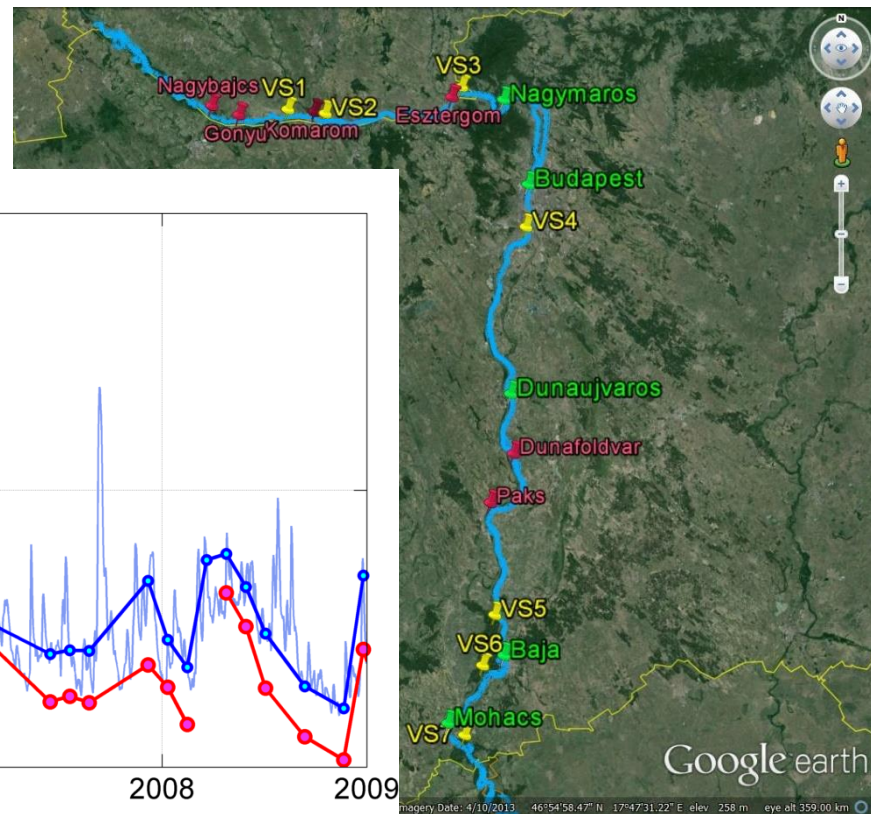 N
VS3
Nagybajcs
VS1
VS2
Esztergom
Nagymaros
Gonyu
Komarom
Budapest
VS4
Dunaujvaros
Dunafoldvar
Paks
VS5
VS6
Baja
Mohacs
VS7
Google earth
2008
2009
magery Date: 4/10/2013 46°54'58.47" N 17°47'31.22" E elev 258 m eye alt 359.00 km